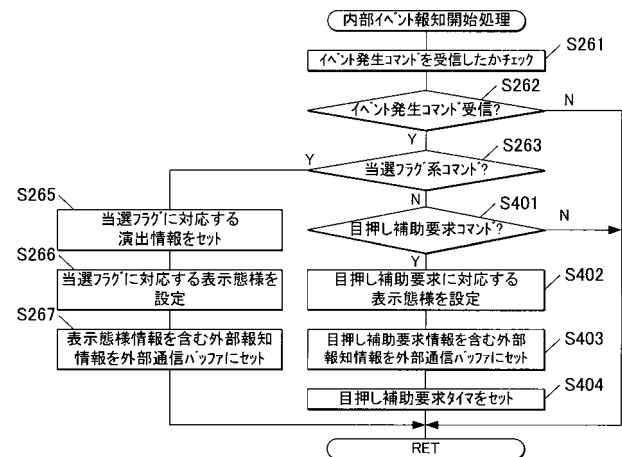 内部イベント報知開始処理
S261
イベント発生コマンドを受信したかチェック
S262
イベント発生コマンド受信?
N
Y
S263
Y
当選フラグ系コマンド?
N
S401
目押し補助要求コマンド?
N
Y
S265
当選フラグに対応する
演出情報をセット
S266
当選フラグに対応する表示態様を
設定
S267
表示態様情報を含む外部報知
情報を外部通信バッファにセット
S402
目押し補助要求に対応する
表示態様を設定
S403
目押し補助要求情報を含む外部
報知情報を外部通信バッファにセット
S404
目押し補助要求タイマをセット
RET